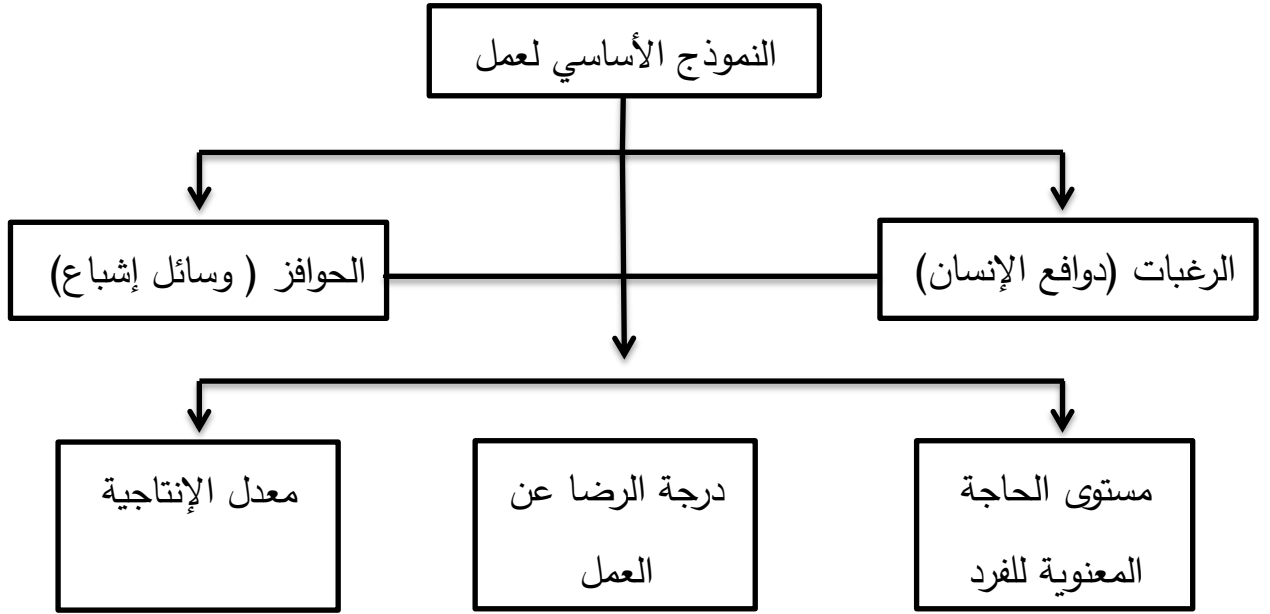 النموذج الأساسي لعمل
الرغبات (دوافع الإنسان)
الحوافز ( وسائل إشباع)
مستوى الحاجة
المعنوية للفرد
درجة الرضا عن
العمل
معدل الإنتاجية